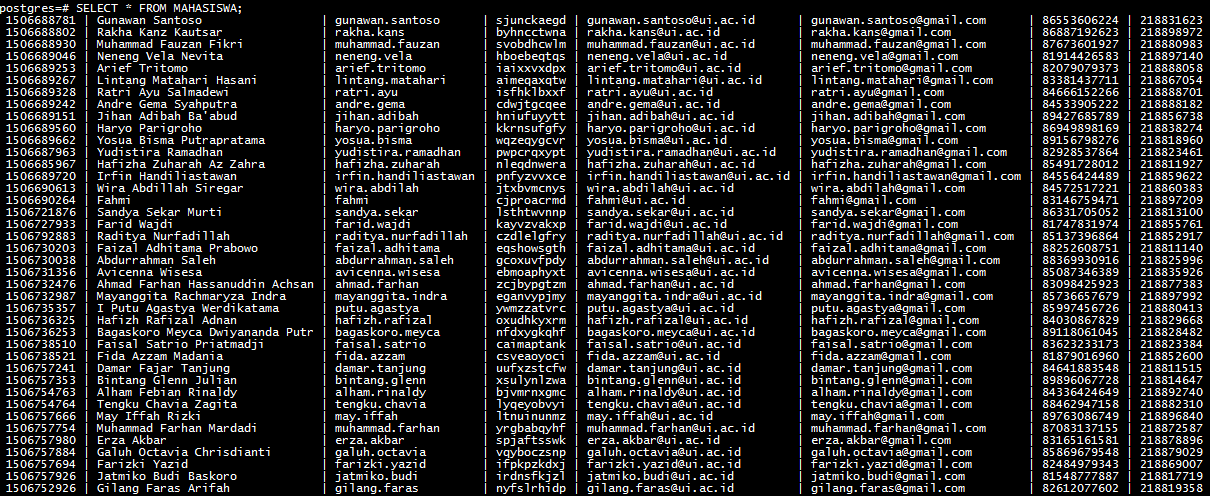 postgres=# SELECT * FROM MAHASISWA;
1506688781 | Gunawan Santoso | gunawan.santoso | sjunckaegd | gunawan.santoso@ui.ac.id | gunawan.santoso@gmail.com | 86553606224 | 218831623
1506688802 | Rakha Kanz Kautsar | rakha.kans | byhncctwna | rakha.kans@ui.ac.id | rakha.kans@gmail.com | 86887192623 | 218898972
1506688930 | Muhammad Fauzan Fikri | muhammad.fauzan | svobdhcwlm | muhammad.fauzan@ui.ac.id | muhammad.fauzan@gmail.com | 87673601927 | 218880983
1506689046 | Neneng Vela Nevita | neneng.vela | hboebeqtqs | neneng.vela@ui.ac.id | neneng.vela@gmail.com | 81914426583 | 218897140
1506689253 | Arief Tritomo | arief.tritomo | iaixxvxdpx | arief.tritomo@ui.ac.id | arief.tritomo@gmail.com | 82079079373 | 218888058
1506689267 | Lintang Matahari Hasani | lintang.matahari | aimeqaxqtw | lintang.matahari@ui.ac.id | lintang.matahari@gmail.com | 83381437711 | 218867054
1506689328 | Ratri Ayu Salmadewi | ratri.ayu | isfhklbxxf | ratri.ayu@ui.ac.id | ratri.ayu@gmail.com | 84666152266 | 218888701
1506689242 | Andre Gema Syahputra | andre.gema | cdwjtgcqee | andre.gema@ui.ac.id | andre.gema@gmail.com | 84533905222 | 218888182
1506689151 | Jihan Adibah Ba'abud | jihan.adibah | hniufuyytt | jihan.adibah@ui.ac.id | jihan.adibah@gmail.com | 89427685789 | 218856738
1506689560 | Haryo Parigroho | haryo.parigroho | kkrnsufgfy | haryo.parigroho@ui.ac.id | haryo.parigroho@gmail.com | 86949898169 | 218838274
1506689662 | Yosua Bisma Putrapratama | yosua.bisma | wqzeqygcvr | yosua.bisma@ui.ac.id | yosua.bisma@gmail.com | 89156798276 | 218818960
1506687963 | Yudistira Ramadhan | yudistira.ramadhan | pwpcrqxypt | yudistira.ramadhan@ui.ac.id | yudistira.ramadhan@gmail.com | 82928537864 | 218823461
1506685967 | Hafizha Zuharah Az Zahra | hafizha.zuharah | nleqdnwera | hafizha.zuharah@ui.ac.id | hafizha.zuharah@gmail.com | 85491728012 | 218811927
1506689720 | Irfin Handiliastawan | irfin.handiliastawan | pnfyzvvxce | irfin.handiliastawan@ui.ac.id | irfin.handiliastawan@gmail.com | 84556424489 | 218859622
1506690613 | Wira Abdillah Siregar | wira.abdilah | jtxbvmcnys | wira.abdilah@ui.ac.id | wira.abdilah@gmail.com | 84572517221 | 218860383
1506690264 | Fahmi | fahmi | cjproacrmd | fahmi@ui.ac.id | fahmi@gmail.com | 83146759471 | 218897209
1506721876 | Sandya Sekar Murti | sandya.sekar | lsthtwvnnp | sandya.sekar@ui.ac.id | sandya.sekar@gmail.com | 86331705052 | 218813100
1506727933 | Farid Wajdi | farid.wajdi | kayvzvakxp | farid.wajdi@ui.ac.id | farid.wajdi@gmail.com | 81747831974 | 218855761
1506792883 | Raditya Nurfadillah | raditya.nurfadillah | czdlelgfry | raditya.nurfadillah@ui.ac.id | raditya.nurfadillah@gmail.com | 85137396864 | 218852917
1506730203 | Faizal Adhitama Prabowo | faizal.adhitama | eqshowsgth | faizal.adhitama@ui.ac.id | faizal.adhitama@gmail.com | 88252608751 | 218811140
1506730038 | Abdurrahman Saleh | abdurrahman.saleh | gcoxuvfpdy | abdurrahman.saleh@ui.ac.id | abdurrahman.saleh@gmail.com | 88369930916 | 218825996
1506731356 | Avicenna Wisesa | avicenna.wisesa | ebmoaphyxt | avicenna.wisesa@ui.ac.id | avicenna.wisesa@gmail.com | 85087346389 | 218835926
1506732476 | Ahmad Farhan Hassanuddin Achsan | ahmad.farhan | zcjbypgtzm | ahmad.farhan@ui.ac.id | ahmad.farhan@gmail.com | 83098425923 | 218877383
1506732987 | Mayanggita Rachmaryza Indra | mayanggita.indra | eganvypjmy | mayanggita.indra@ui.ac.id | mayanggita.indra@gmail.com | 85736657679 | 218897992
1506735357 | I Putu Agastya Werdikatama | putu.agastya | ywmzzatvrc | putu.agastya@ui.ac.id | putu.agastya@gmail.com | 85997456726 | 218880413
1506736325 | Hafizh Rafizal Adnan | hafizh.rafizal | oxudhkyxrm | hafizh.rafizal@ui.ac.id | hafizh.rafizal@gmail.com | 84030867829 | 218829668
1506736253 | Bagaskoro Meyca Dwiyananda Putr | bagaskoro.meyca | nfdxyqkqhf | bagaskoro.meyca@ui.ac.id | bagaskoro.meyca@gmail.com | 89118061045 | 218828482
1506738510 | Faisal Satrio Priatmadji | faisal.satrio | caimaptank | faisal.satrio@ui.ac.id | faisal.satrio@gmail.com | 83623233173 | 218823384
1506738521 | Fida Azzam Madania | fida.azzam | csveaoyoci | fida.azzam@ui.ac.id | fida.azzam@gmail.com | 81879016960 | 218852600
1506757241 | Damar Fajar Tanjung | damar.tanjung | uufxzstcfw | damar.tanjung@ui.ac.id | damar.tanjung@gmail.com | 84641883548 | 218811515
1506757353 | Bintang Glenn Julian | bintang.glenn | xsulynlzwa | bintang.glenn@ui.ac.id | bintang.glenn@gmail.com | 89896067728 | 218814647
1506754763 | Alham Febian Rinaldy | alham.rinaldy | bjvmrnxgmc | alham.rinaldy@ui.ac.id | alham.rinaldy@gmail.com | 84336424649 | 218892740
1506754764 | Tengku Chavia Zagita | tengku.chavia | lyqeyobvyi | tengku.chavia@ui.ac.id | tengku.chavia@gmail.com | 88462947158 | 218882310
1506757666 | May Iffah Rizki | may.iffah | ltnuinunmz | may.iffah@ui.ac.id | may.iffah@gmail.com | 89763086749 | 218896840
1506757754 | Muhammad Farhan Mardadi | muhammad.farhan | yrgbabqyhf | muhammad.farhan@ui.ac.id | muhammad.farhan@gmail.com | 87083137155 | 218872587
1506757980 | Erza Akbar | erza.akbar | spjaftsswk | erza.akbar@ui.ac.id | erza.akbar@gmail.com | 83165161581 | 218878896
1506757884 | Galuh Octavia Chrisdianti | galuh.octavia | vqyboczsnp | galuh.octavia@ui.ac.id | galuh.octavia@gmail.com | 85869679548 | 218879029
1506757694 | Farizki Yazid | farizki.yazid | ifpkpzkdxj | farizki.yazid@ui.ac.id | farizki.yazid@gmail.com | 82484979343 | 218869007
1506757926 | Jatmiko Budi Baskoro | jatmiko.budi | irdnsfkjzl | jatmiko.budi@ui.ac.id | jatmiko.budi@gmail.com | 81548777887 | 218817719
1506752926 | Gilang Faras Arifah | gilang.faras | nyfslrhidp | gilang.faras@ui.ac.id | gilang.faras@gmail.com | 82612077602 | 218819358